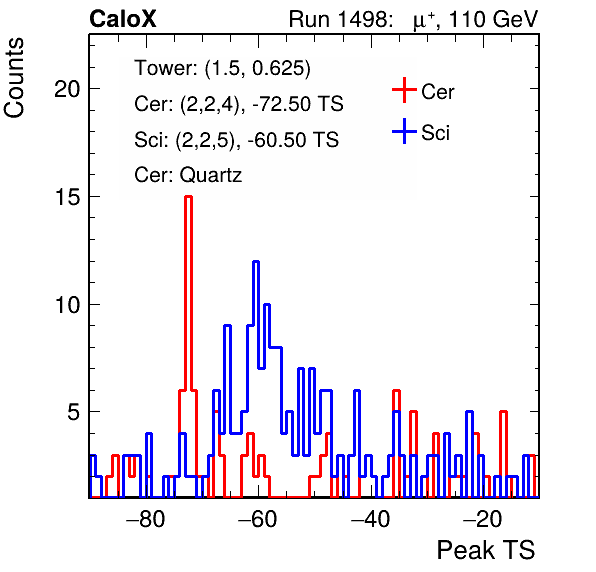 CaloX Run 1498: μ⁺, 110 GeV
Counts
Tower: (1.5, 0.625)
Cer: (2,2,4), -72.50 TS
Sci: (2,2,5), -60.50 TS
Cer: Quartz
Cer
Sci
20
15
10
5
−80 −60 −40 −20
Peak TS